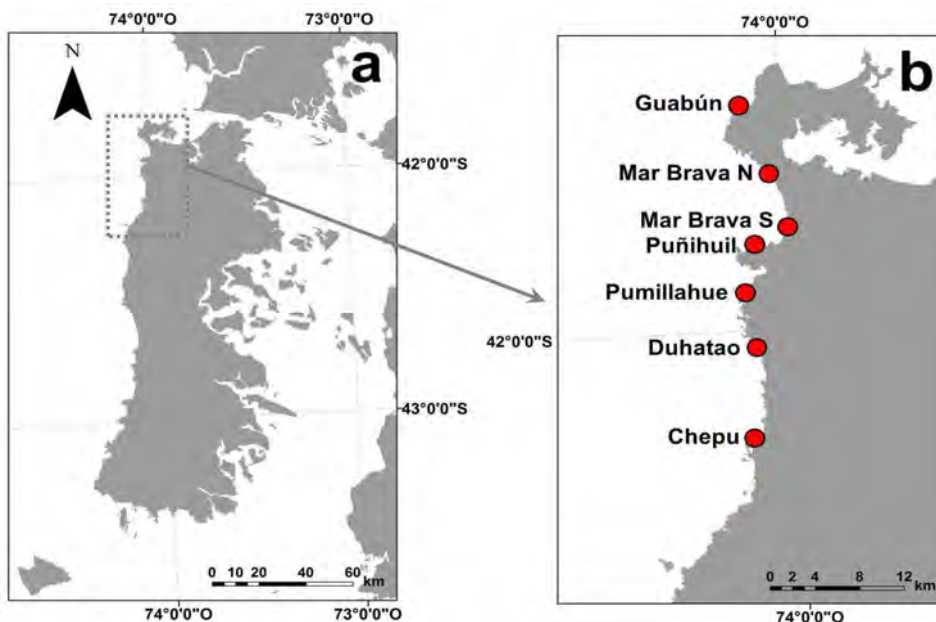 74°0'0"O
73°0'0"O
N
a
42°0'0"S
43°0'0"S
0 10 20 40 60
km
74°0'0"O
73°0'0"O
74°0'0"O
b
Guabún
Mar Brava N
Mar Brava S
Puñihuil
Pumillahue
42°0'0"S
Duhatao
Chepu
0 2 4 8 12
km
74°0'0"O